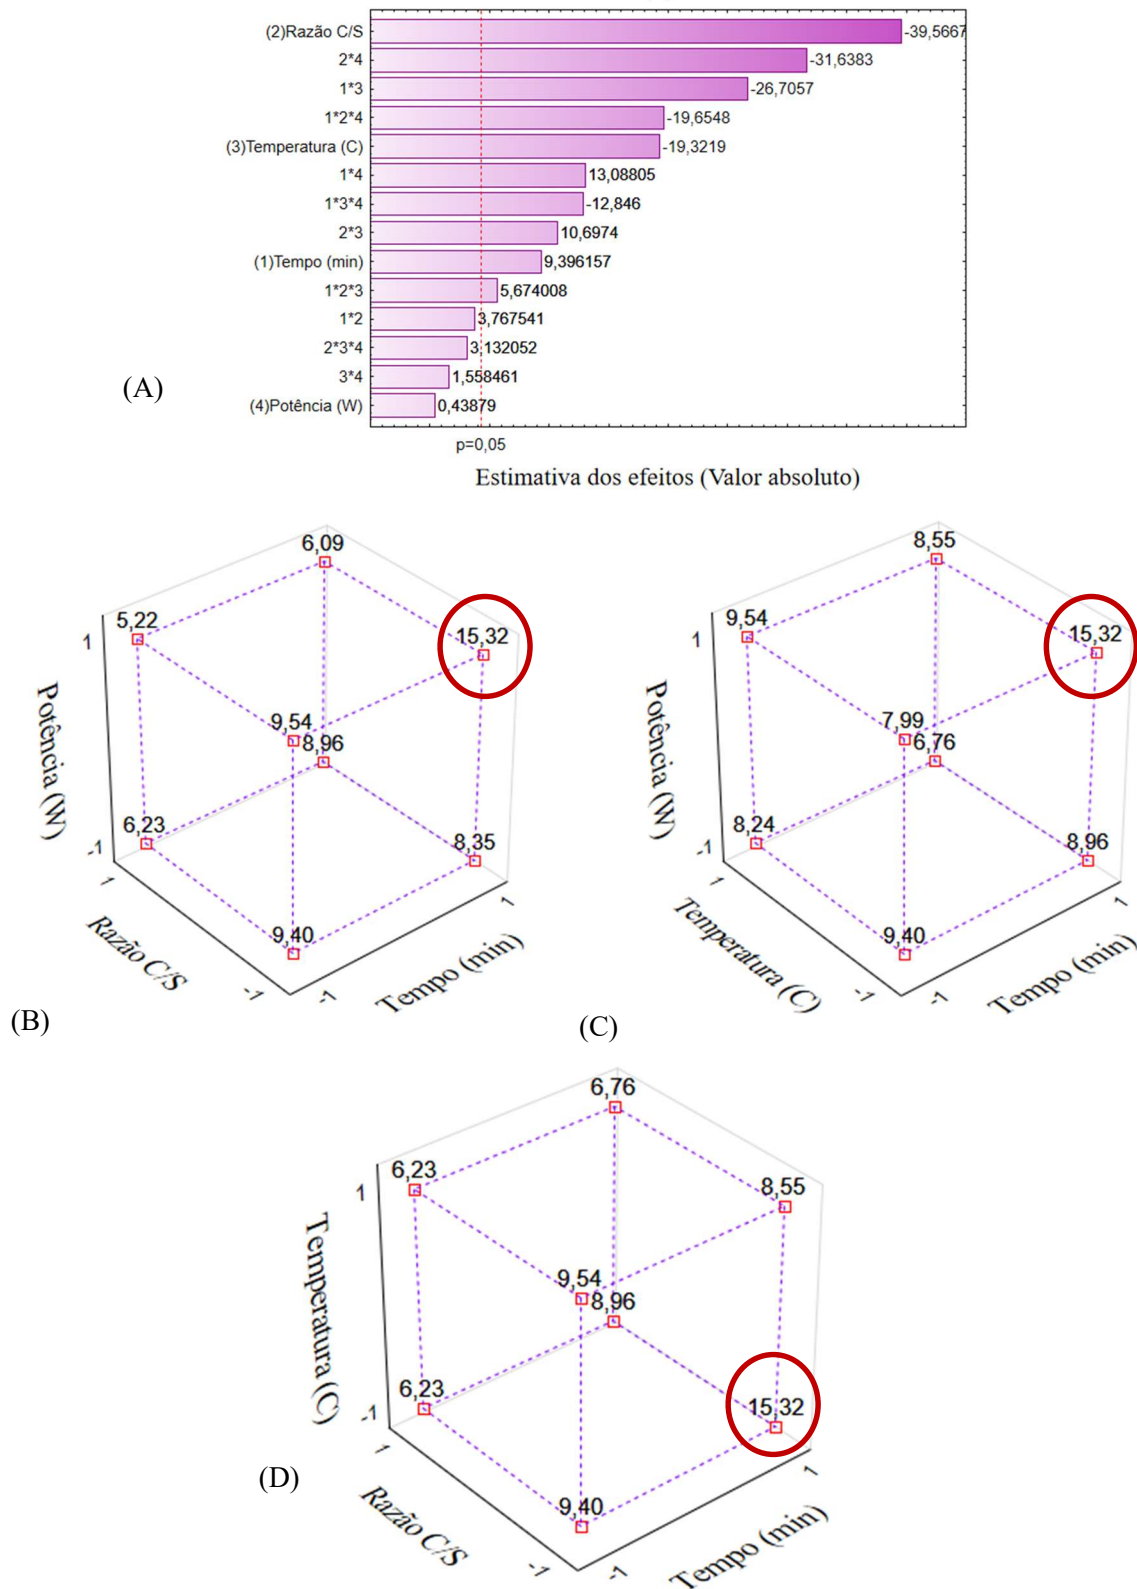 (2)Razão C/S -39,5667
2*4 -31,6383
1*3 -26,7057
1*2*4 -19,6548
(3)Temperatura (C) -19,3219
1*4 13,08805
1*3*4 -12,846
2*3 10,6974
(1)Tempo (min) 9,396157
1*2*3 5,674008
1*2 3,767541
2*3*4 3,132052
3*4 1,558461
(4)Potência (W) 0,43879
(A)
p=0,05
Estimativa dos efeitos (Valor absoluto)
6,09
5,22
15,32
9,54
8,96
6,23
8,35
9,40
1
-1
Potência (W)
1
-1
Razão C/S
-1
1
Tempo (min)
(B)
8,55
9,54
15,32
7,99
6,76
8,24
8,96
9,40
1
-1
Potência (W)
1
-1
Temperatura (C)
-1
1
Tempo (min)
(C)
6,76
6,23
8,55
9,54
8,96
6,23
15,32
9,40
1
-1
Temperatura (C)
1
-1
Razão C/S
-1
1
Tempo (min)
(D)